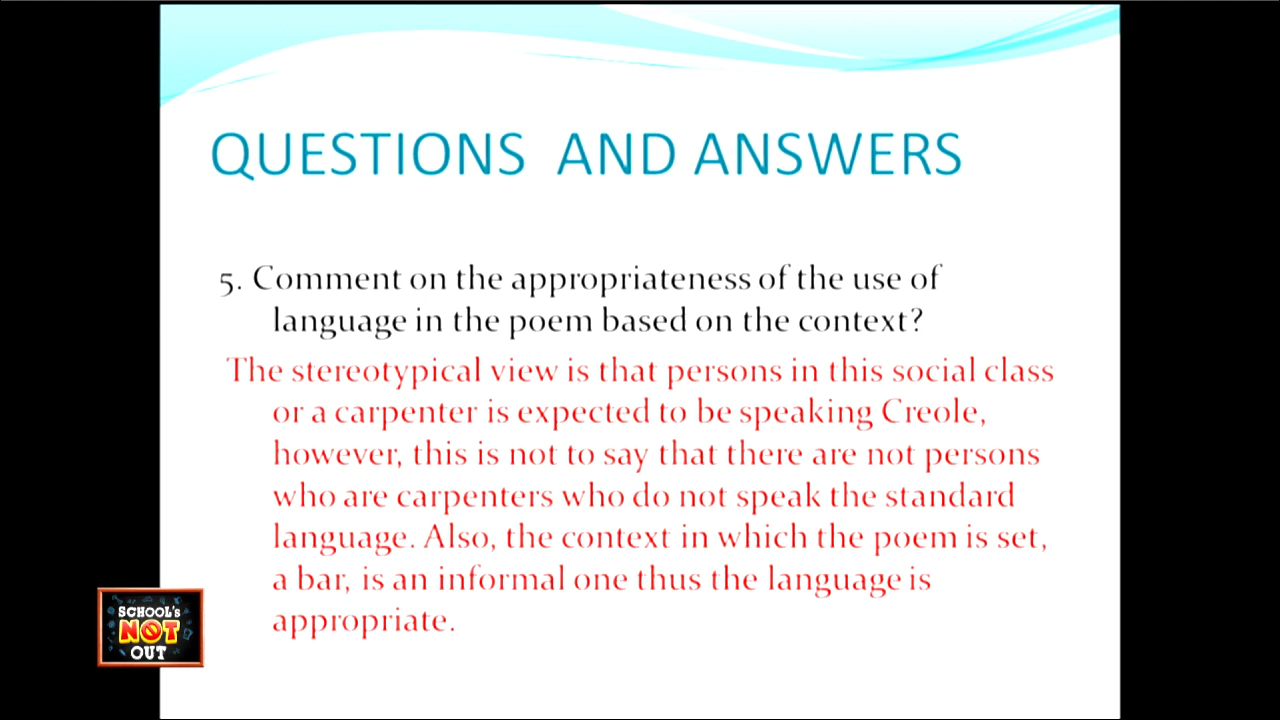 QUESTIONS AND ANSWERS
5. Comment on the appropriateness of the use of
language in the poem based on the context?
The stereotypical view is that persons in this social class
or a carpenter is expected to be speaking Creole,
however, this is not to say that there are not persons
who are carpenters who do not speak the standard
language. Also, the context in which the poem is set,
a bar, is an informal one thus the language is
appropriate.
SCHOOL'S
NOT
OUT